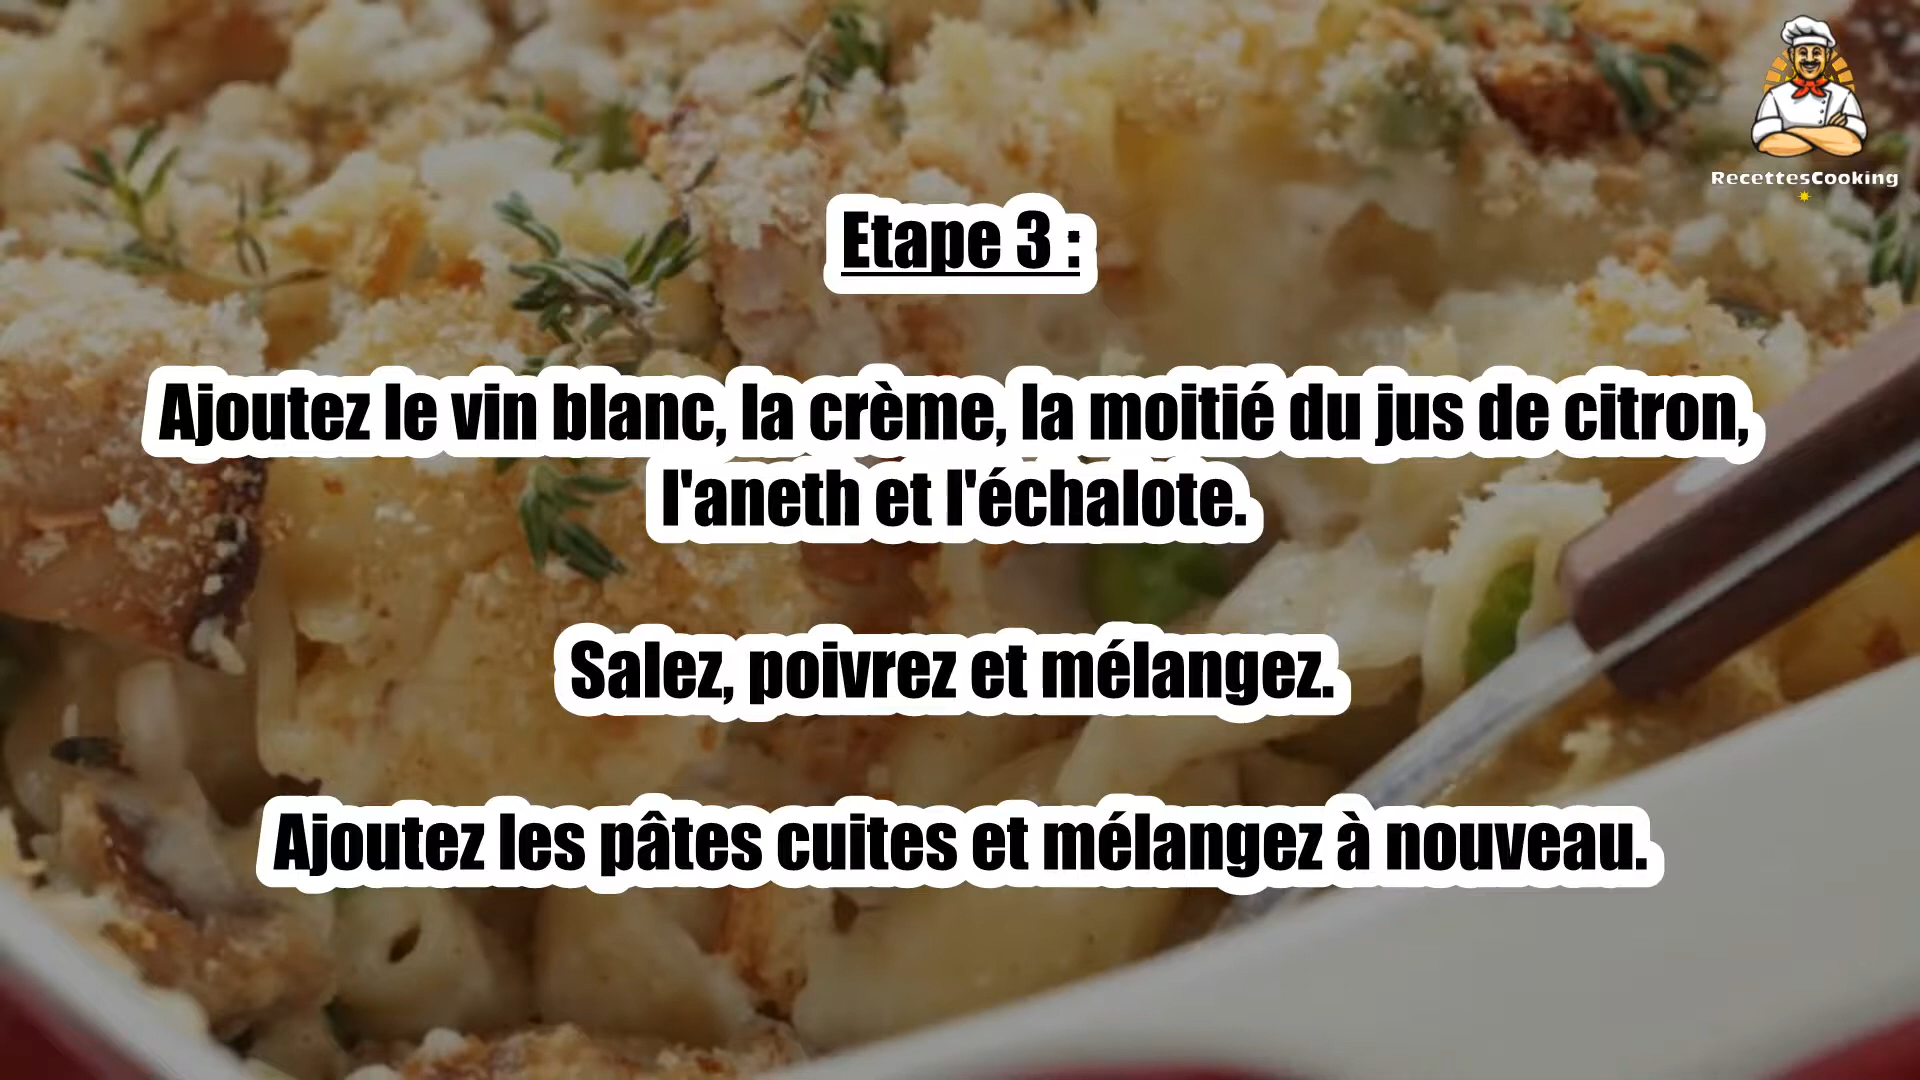 RecettesCooking
Etape 3 :
Ajoutez le vin blanc, la crème, la moitié du jus de citron,
l'aneth et l'échalote.
Salez, poivrez et mélangez.
Ajoutez les pâtes cuites et mélangez à nouveau.